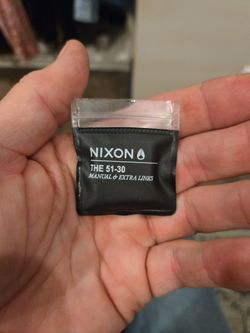 NIXON
THE 51-30
MANUAL & EXTRA LINKS